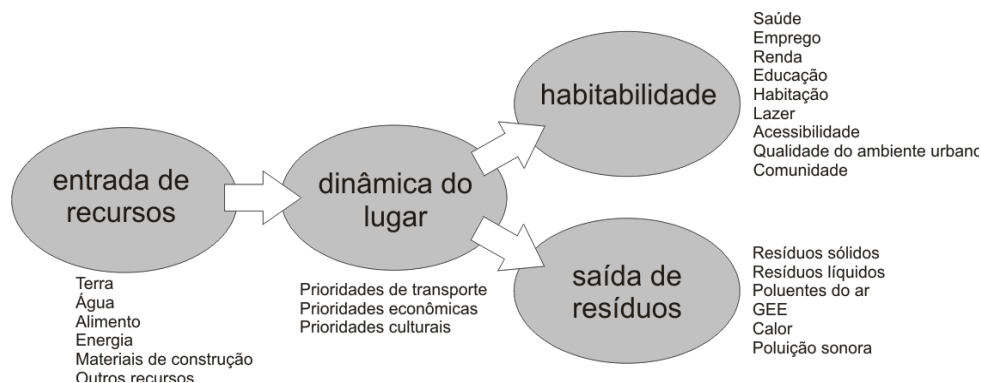 entrada de
recursos
Terra
Água
Alimento
Energia
Materiais de construção
Outros recursos
dinâmica do
lugar
Prioridades de transporte
Prioridades econômicas
Prioridades culturais
habitabilidade
Saúde
Emprego
Renda
Educação
Habitação
Lazer
Acessibilidade
Qualidade do ambiente urbano
Comunidade
saída de
resíduos
Resíduos sólidos
Resíduos líquidos
Poluentes do ar
GEE
Calor
Poluição sonora